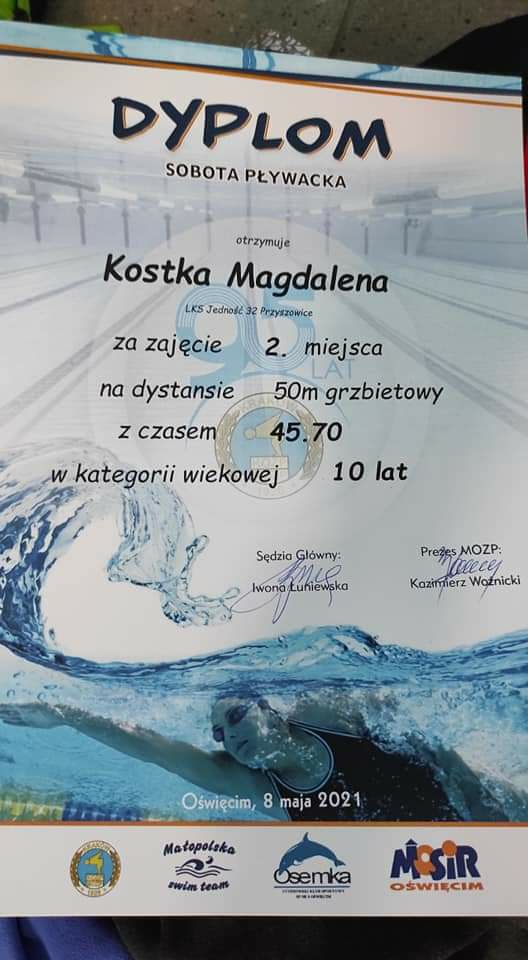 DYPLOM
SOBOTA PŁYWACKA
otrzymuje
Kostka Magdalena
LKS Jedność 32 Przyszowice
95
LAT
za zajęcie 2. miejsca
na dystansie 50m grzbietowy
z czasem 45.70
w kategorii wiekowej 10 lat
Sędzia Główny:
Iwona Łuniewska
Prezes MOZP:
Kazimierz Woźnicki
Oświęcim, 8 maja 2021
Małopolska
swim team
Osemka
MOSiR
OŚWIĘCIM